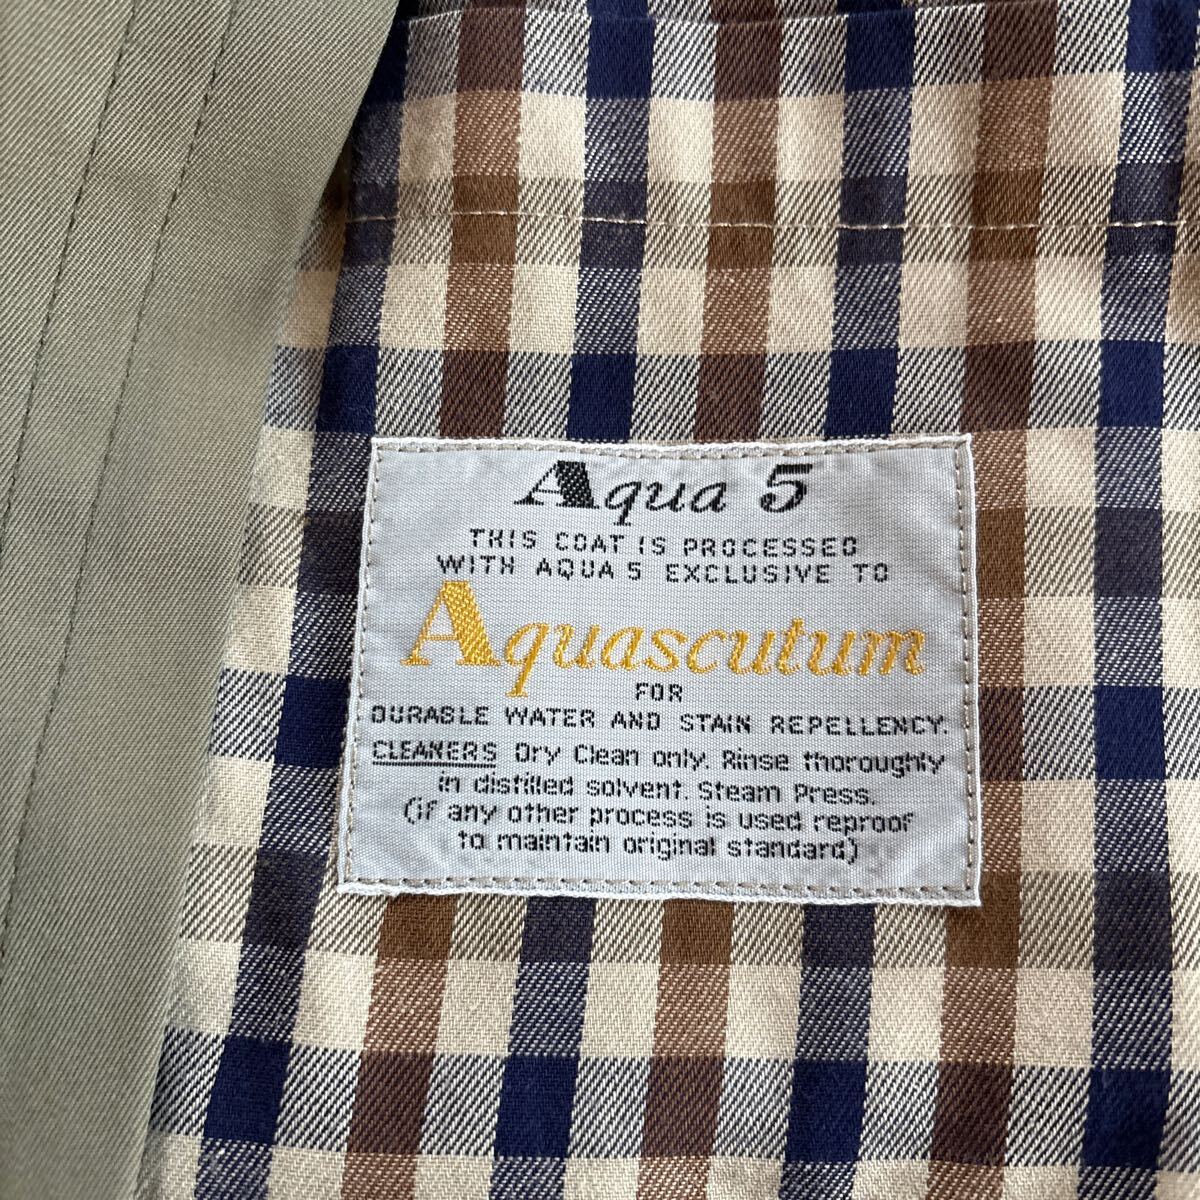 Aqua 5
THIS COAT IS PROCESSED
WITH AQUA 5 EXCLUSIVE TO
Aquascutum
FOR
DURABLE WATER AND STAIN REPELLENCY.
CLEANERS Dry Clean only. Rinse thoroughly
in distilled solvent. Steam Press.
(if any other process is used reproof
to maintain original standard)